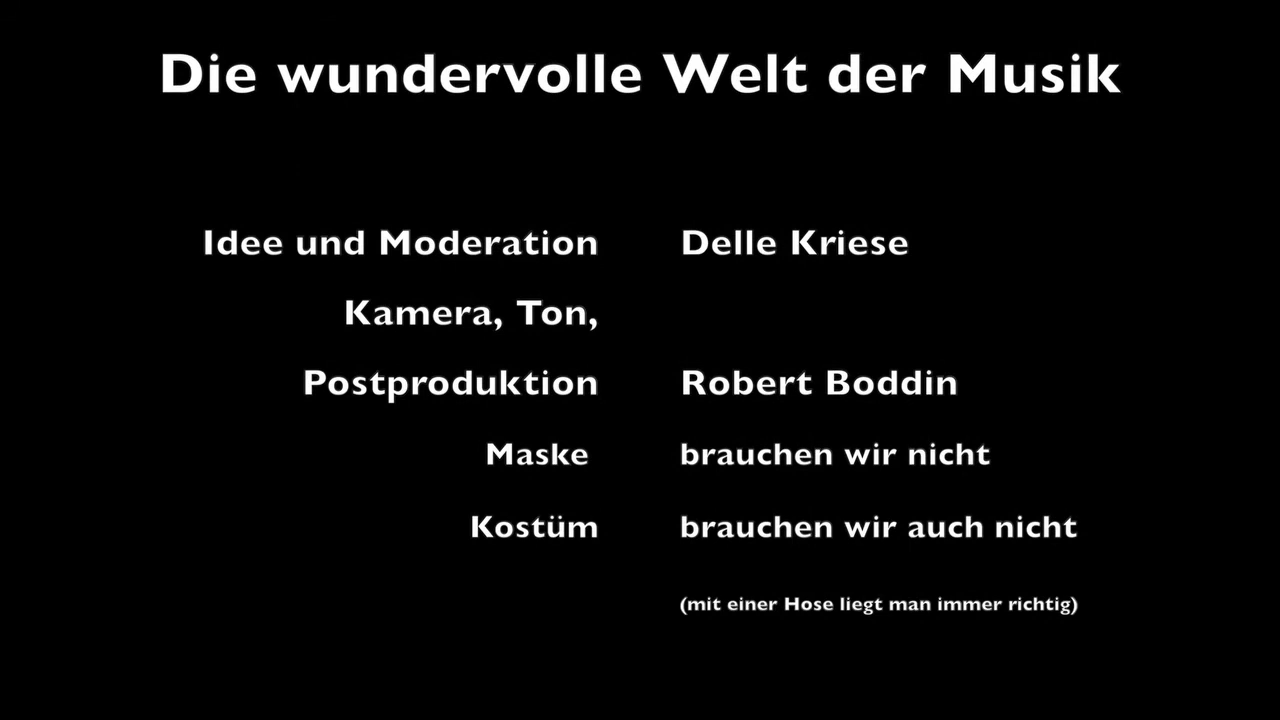 Die wundervolle Welt der Musik
Idee und Moderation Delle Kriese
Kamera, Ton,
Postproduktion Robert Boddin
Maske brauchen wir nicht
Kostüm brauchen wir auch nicht
(mit einer Hose liegt man immer richtig)